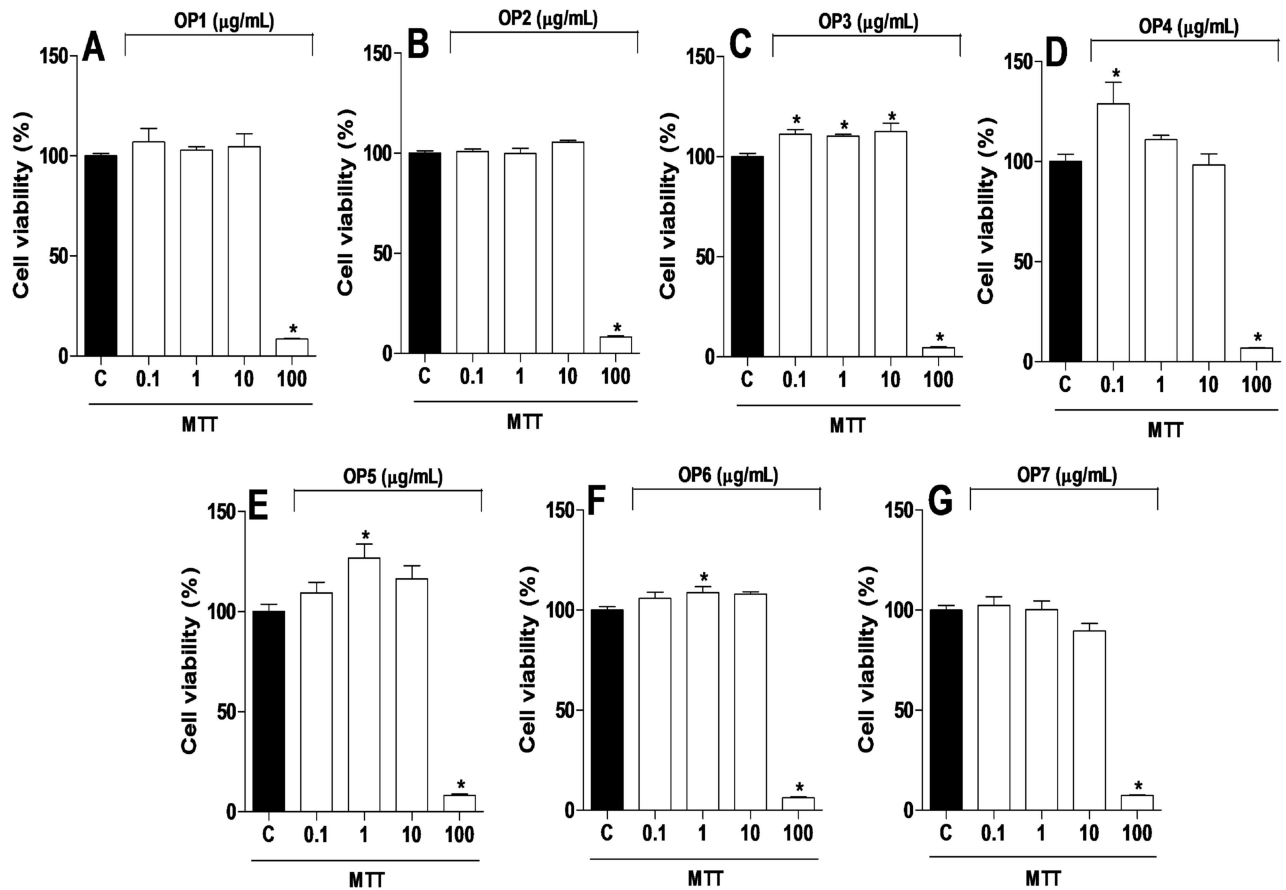 A
OP1 (μg/mL)
150
100
50
0
Cell viability (%)
*
C 0.1 1 10 100
MTT
B
OP2 (μg/mL)
150
100
50
0
Cell viability (%)
*
C 0.1 1 10 100
MTT
C
OP3 (μg/mL)
150
100
50
0
Cell viability (%)
* * * *
C 0.1 1 10 100
MTT
D
OP4 (μg/mL)
150
100
50
0
Cell viability (%)
* *
C 0.1 1 10 100
MTT
E
OP5 (μg/mL)
150
100
50
0
Cell viability (%)
* *
C 0.1 1 10 100
MTT
F
OP6 (μg/mL)
150
100
50
0
Cell viability (%)
* *
C 0.1 1 10 100
MTT
G
OP7 (μg/mL)
150
100
50
0
Cell viability (%)
*
C 0.1 1 10 100
MTT